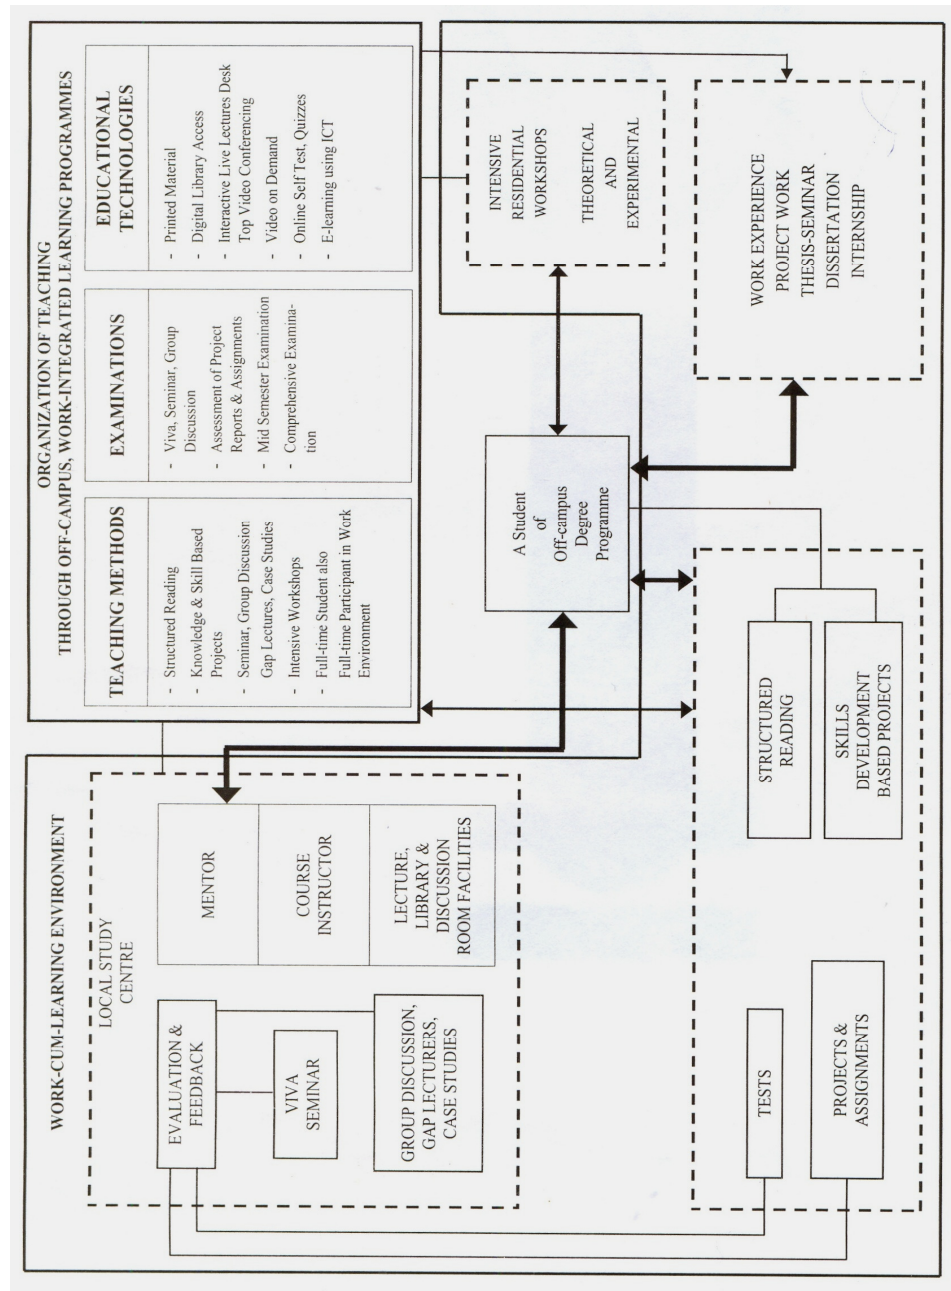 ORGANIZATION OF TEACHING
THROUGH OFF-CAMPUS, WORK-INTEGRATED LEARNING PROGRAMMES
TEACHING METHODS
- Structured Reading
- Knowledge & Skill Based
Projects
- Seminar, Group Discussion
Gap Lectures, Case Studies
- Intensive Workshops
- Full-time Student also
Full-time Participant in Work
Environment
EXAMINATIONS
- Viva, Seminar, Group
Discussion
- Assessment of Project
Reports & Assignments
- Mid Semester Examination
- Comprehensive Examina-
tion
EDUCATIONAL
TECHNOLOGIES
- Printed Material
- Digital Library Access
- Interactive Live Lectures Desk
Top Video Conferencing
- Video on Demand
- Online Self Test, Quizzes
- E-learning using ICT
WORK-CUM-LEARNING ENVIRONMENT
LOCAL STUDY
CENTRE
EVALUATION &
FEEDBACK
VIVA
SEMINAR
GROUP DISCUSSION,
GAP LECTURERS,
CASE STUDIES
MENTOR
COURSE
INSTRUCTOR
LECTURE,
LIBRARY &
DISCUSSION
ROOM FACILITIES
A Student
of
Off-campus
Degree
Programme
INTENSIVE
RESIDENTIAL
WORKSHOPS
THEORETICAL
AND
EXPERIMENTAL
TESTS
PROJECTS &
ASSIGNMENTS
STRUCTURED
READING
SKILLS
DEVELOPMENT
BASED PROJECTS
WORK EXPERIENCE
PROJECT WORK
THESIS-SEMINAR
DISSERTATION
INTERNSHIP